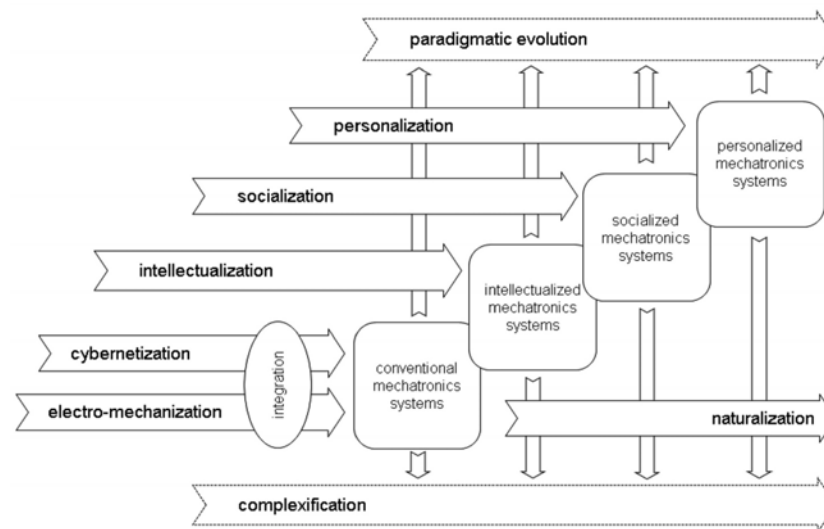 paradigmatic evolution
personalization
personalized
mechatronics
systems
socialization
socialized
mechatronics
systems
intellectualization
intellectualized
mechatronics
systems
cybernetization
integration
conventional
mechatronics
systems
electro-mechanization
naturalization
complexification